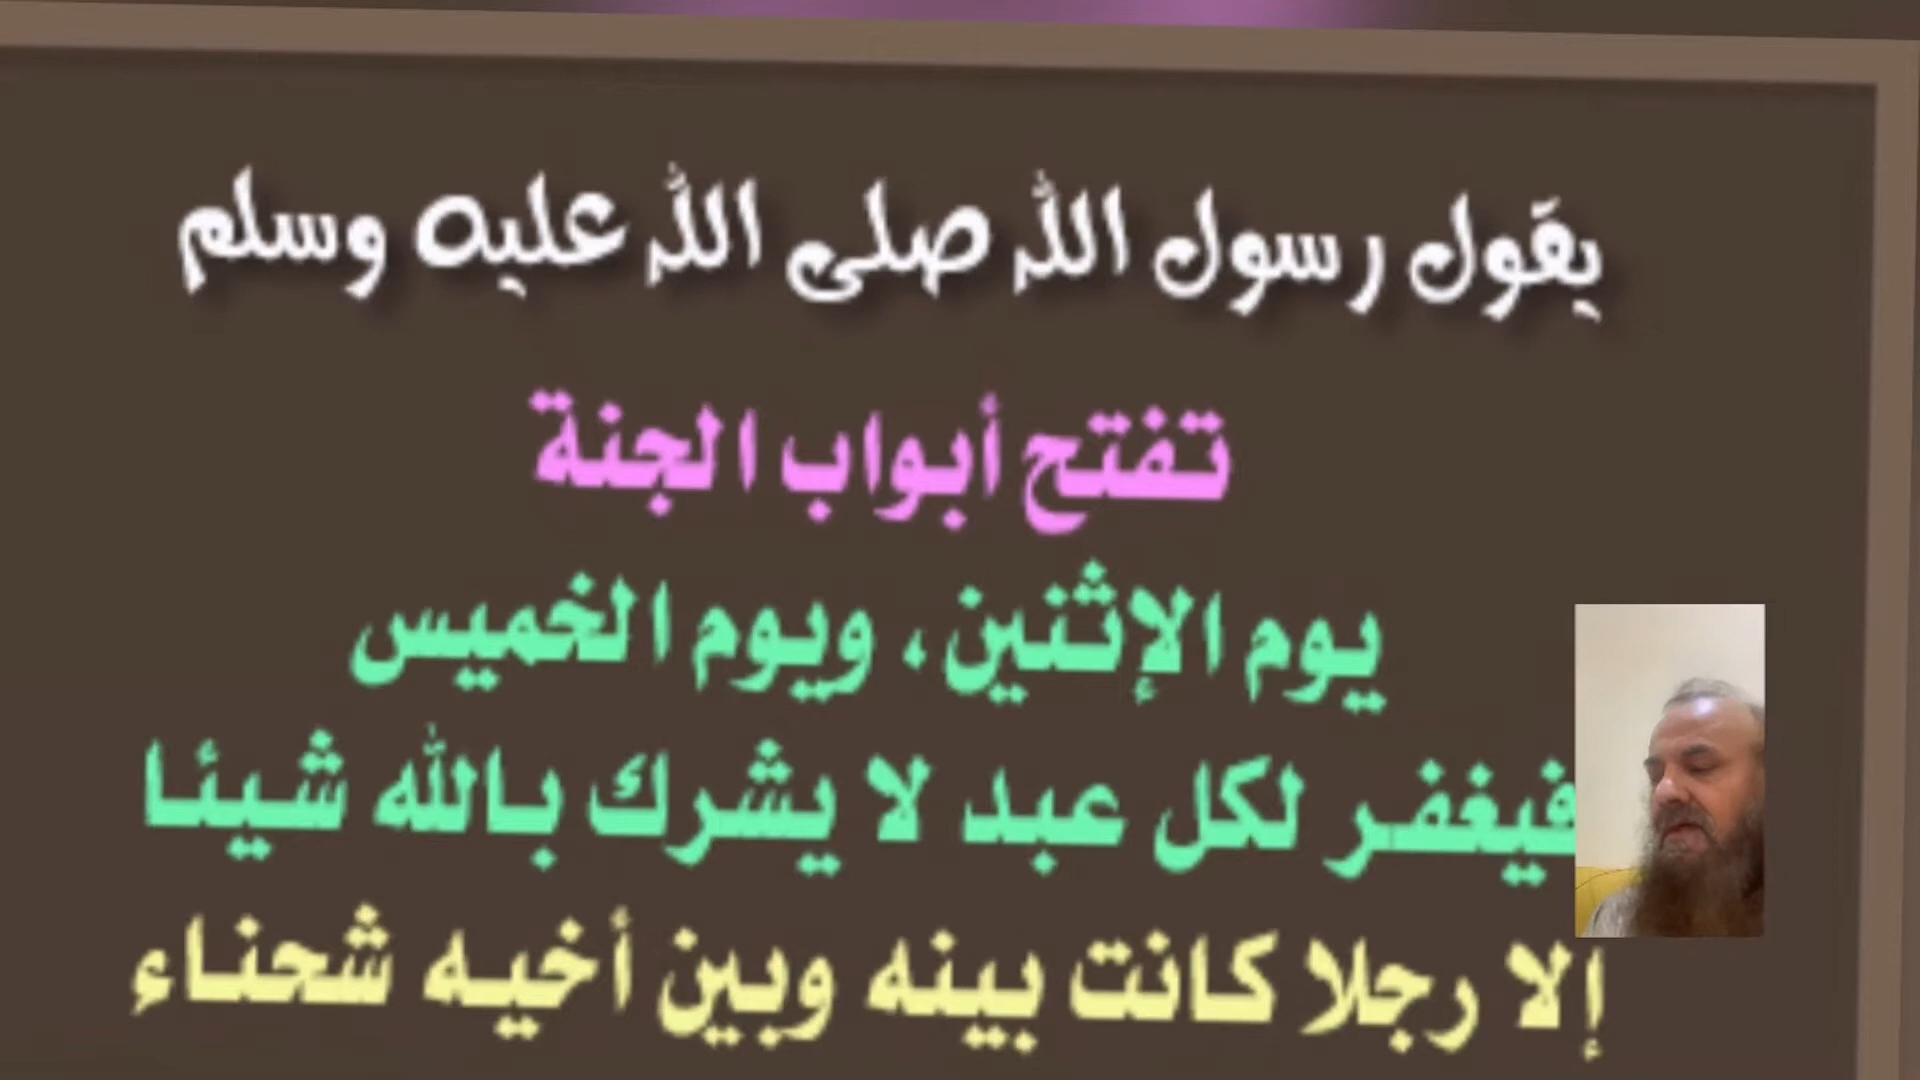 يقول رسول الله صلى الله عليه وسلم
تفتح أبواب الجنة
يوم الإثنين، ويوم الخميس
فيغفر لكل عبد لا يشرك بالله شيئا
إلا رجلا كانت بينه وبين أخيه شحناء